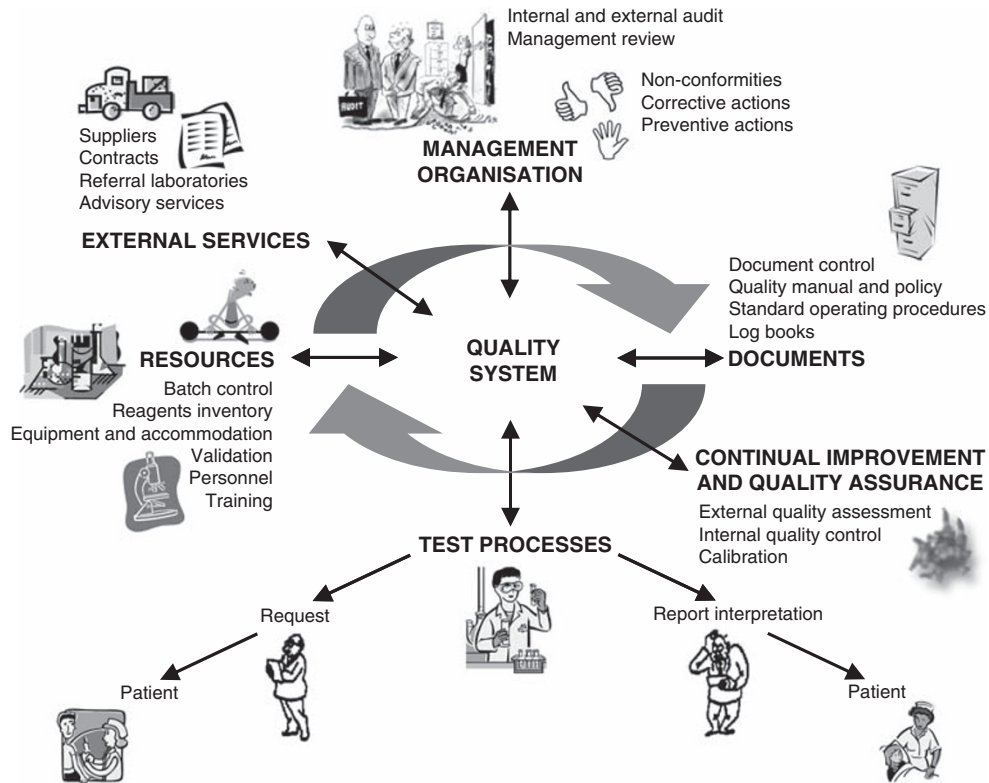 Internal and external audit
Management review
Non-conformities
Corrective actions
Preventive actions
AUDIT
MANAGEMENT
ORGANISATION
Suppliers
Contracts
Referral laboratories
Advisory services
EXTERNAL SERVICES
Document control
Quality manual and policy
Standard operating procedures
Log books
DOCUMENTS
QUALITY
SYSTEM
RESOURCES
Batch control
Reagents inventory
Equipment and accommodation
Validation
Personnel
Training
CONTINUAL IMPROVEMENT
AND QUALITY ASSURANCE
External quality assessment
Internal quality control
Calibration
TEST PROCESSES
Request
Report interpretation
Patient
Patient